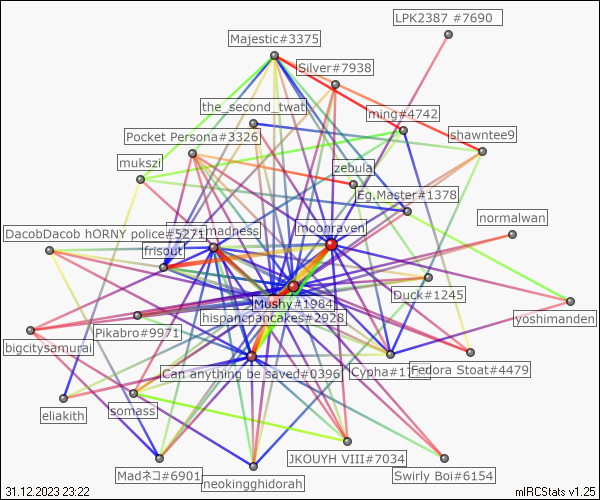 LPK2387 #7690
Majestic#3375
Silver#7938
the_second_twat
ming#4742
Pocket Persona#3326
shawntee9
mukszi
zebula
Eg.Master#1378
normalwan
moonraven
DacobDacob hORNY police#5271
madness
frisout
Mushy#1984
Duck#1245
yoshimanden
hispancpancakes#2928
Pikabro#9971
bigcitysamurai
Can anything be saved#0396
Cypha#17
Fedora Stoat#4479
eliakith
somass
JKOUYH VIII#7034
Madネコ#6901
neokingghidorah
Swirly Boi#6154
31.12.2023 23:22
mIRCStats v1.25